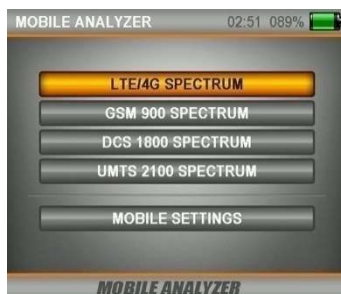 MOBILE ANALYZER 02:51 089%
LTE/4G SPECTRUM
GSM 900 SPECTRUM
DCS 1800 SPECTRUM
UMTS 2100 SPECTRUM
MOBILE SETTINGS
MOBILE ANALYZER